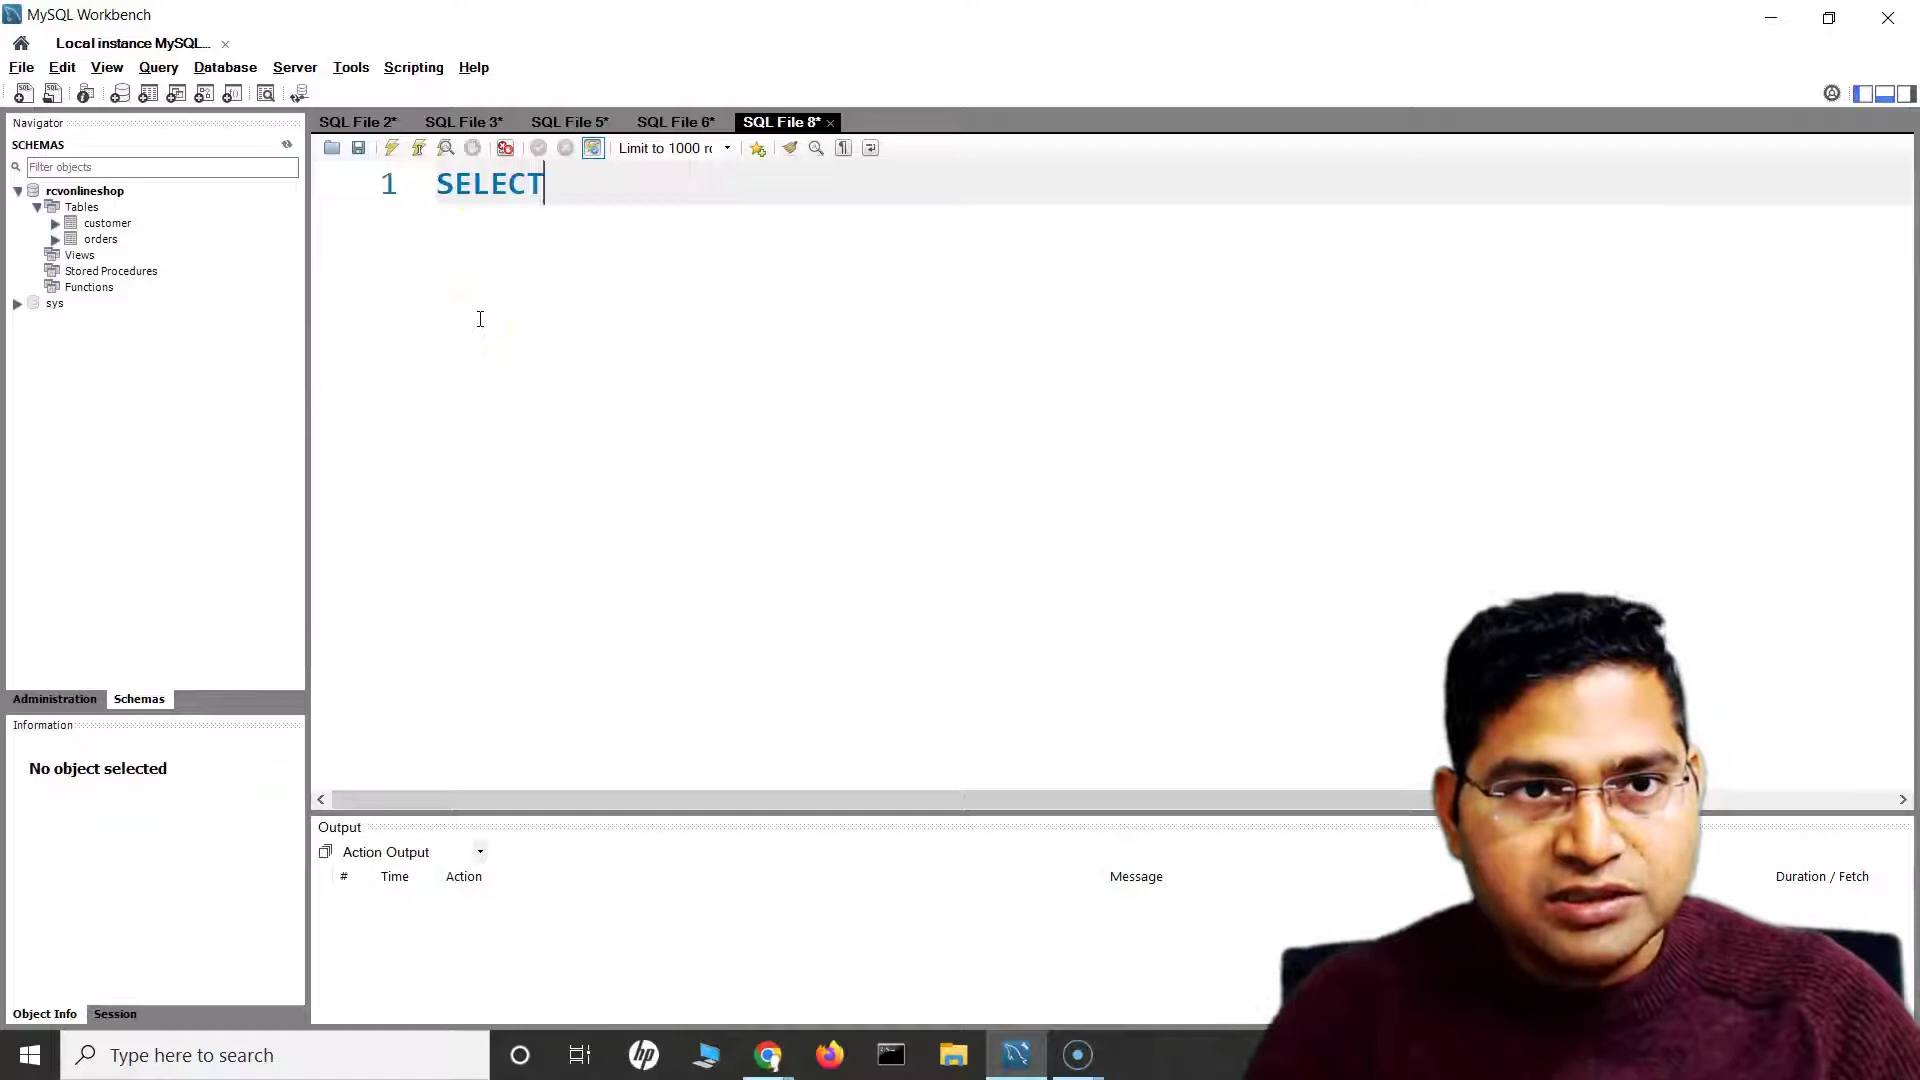 MySQL Workbench
Local instance MySQL...
File Edit View Query Database Server Tools Scripting Help
Navigator
SCHEMAS
Filter objects
rcvonlineshop
Tables
customer
orders
Views
Stored Procedures
Functions
sys
Administration Schemas
Information
No object selected
Object Info Session
SQL File 2* SQL File 3* SQL File 5* SQL File 6* SQL File 8*
Limit to 1000 rc
1 SELECT
Output
Action Output
# Time Action Message Duration / Fetch
Type here to search
hp